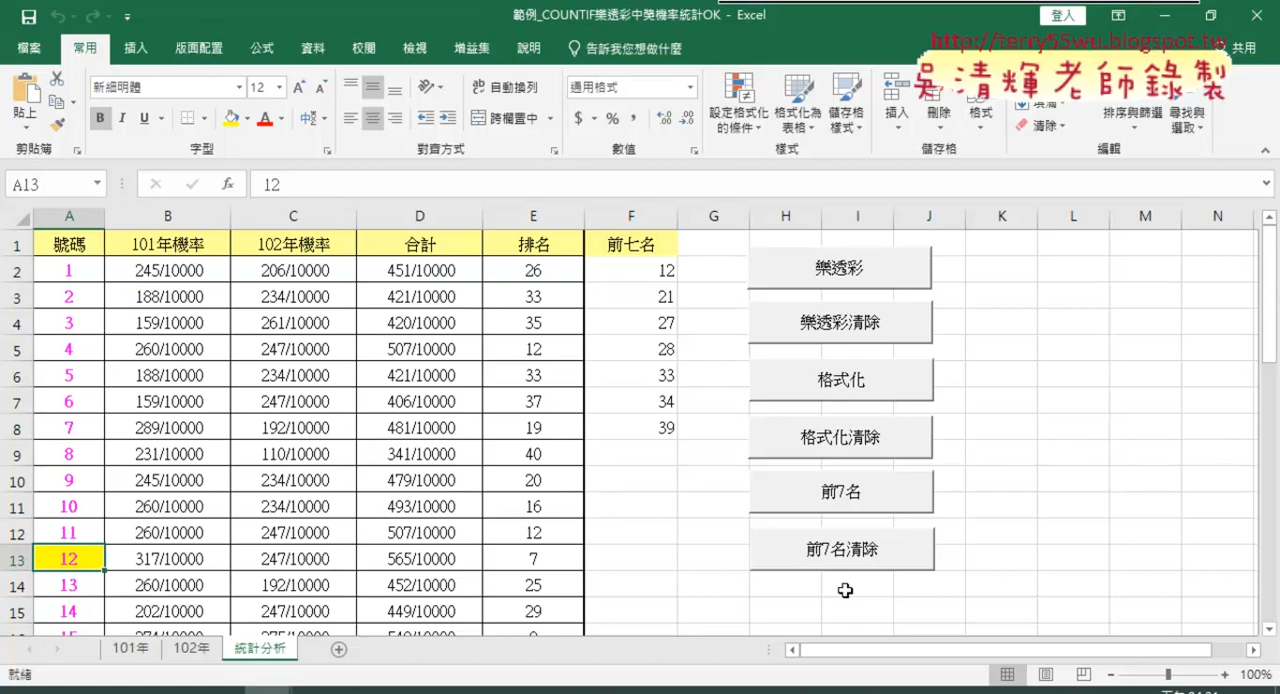 範例_COUNTIF樂透彩中獎機率統計OK - Excel
登入
http://terry55wu.blogspot.tw
吳清輝老師錄製
檔案 常用 插入 版面配置 公式 資料 校閱 檢視 增益集 說明 告訴我您想做什麼 共用
貼上
新細明體 12
B I U
自動換列
跨欄置中
通用格式
$ % ,
設定格式化的條件
格式化為表格
儲存格樣式
插入 刪除 格式
清除
排序與篩選 尋找與選取
剪貼簿 字型 對齊方式 數值 樣式 儲存格 編輯
A13 fx 12
A B C D E F G H I J K L M N
1 號碼 101年機率 102年機率 合計 排名 前七名
2 1 245/10000 206/10000 451/10000 26 12
3 2 188/10000 234/10000 421/10000 33 21
4 3 159/10000 261/10000 420/10000 35 27
5 4 260/10000 247/10000 507/10000 12 28
6 5 188/10000 234/10000 421/10000 33 33
7 6 159/10000 247/10000 406/10000 37 34
8 7 289/10000 192/10000 481/10000 19 39
9 8 231/10000 110/10000 341/10000 40
10 9 245/10000 234/10000 479/10000 20
11 10 260/10000 234/10000 493/10000 16
12 11 260/10000 247/10000 507/10000 12
13 12 317/10000 247/10000 565/10000 7
14 13 260/10000 192/10000 452/10000 25
15 14 202/10000 247/10000 449/10000 29
樂透彩
樂透彩清除
格式化
格式化清除
前7名
前7名清除
101年 102年 統計分析
就緒 100%